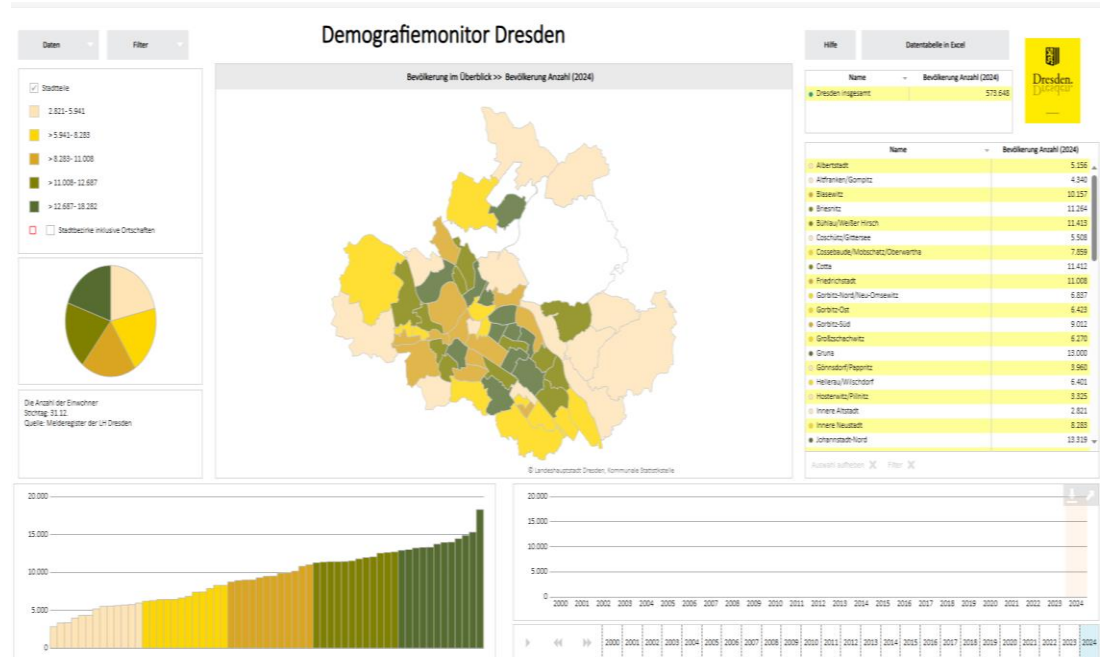 Demografiemonitor Dresden
Daten
Filter
Hilfe
Datentabelle in Excel
Dresden.
Stadtteile
2.821- 5.941
> 5.941- 8.283
> 8.283- 11.008
> 11.008- 12.687
> 12.687- 18.282
Stadtbezirke inklusive Ortschaften
Die Anzahl der Einwohner
Stichtag: 31.12.
Quelle: Melderegister der LH Dresden
Bevölkerung im Überblick >> Bevölkerung Anzahl (2024)
© Landeshauptstadt Dresden, Kommunale Statistikstelle
Name Bevölkerung Anzahl (2024)
Dresden insgesamt 573.648
Name Bevölkerung Anzahl (2024)
Albertstadt 5.156
Altfranken/Gompitz 4.340
Blasewitz 10.157
Briesnitz 11.264
Bühlau/Weißer Hirsch 11.413
Coschütz/Gittersee 5.508
Cossebaude/Mobschatz/Oberwartha 7.859
Cotta 11.412
Friedrichstadt 11.008
Gorbitz-Nord/Neu-Omsewitz 6.837
Gorbitz-Ost 6.423
Gorbitz-Süd 9.012
Großzschachwitz 6.270
Gruna 13.000
Gönnsdorf/Pappritz 3.960
Hellerau/Wilschdorf 6.401
Hosterwitz/Pillnitz 3.325
Innere Altstadt 2.821
Innere Neustadt 8.283
Johannstadt-Nord 13.319
Auswahl aufheben X Filter X
20.000
15.000
10.000
5.000
0
20.000
15.000
10.000
5.000
0
2000 2001 2002 2003 2004 2005 2006 2007 2008 2009 2010 2011 2012 2013 2014 2015 2016 2017 2018 2019 2020 2021 2022 2023 2024
2000 2001 2002 2003 2004 2005 2006 2007 2008 2009 2010 2011 2012 2013 2014 2015 2016 2017 2018 2019 2020 2021 2022 2023 2024